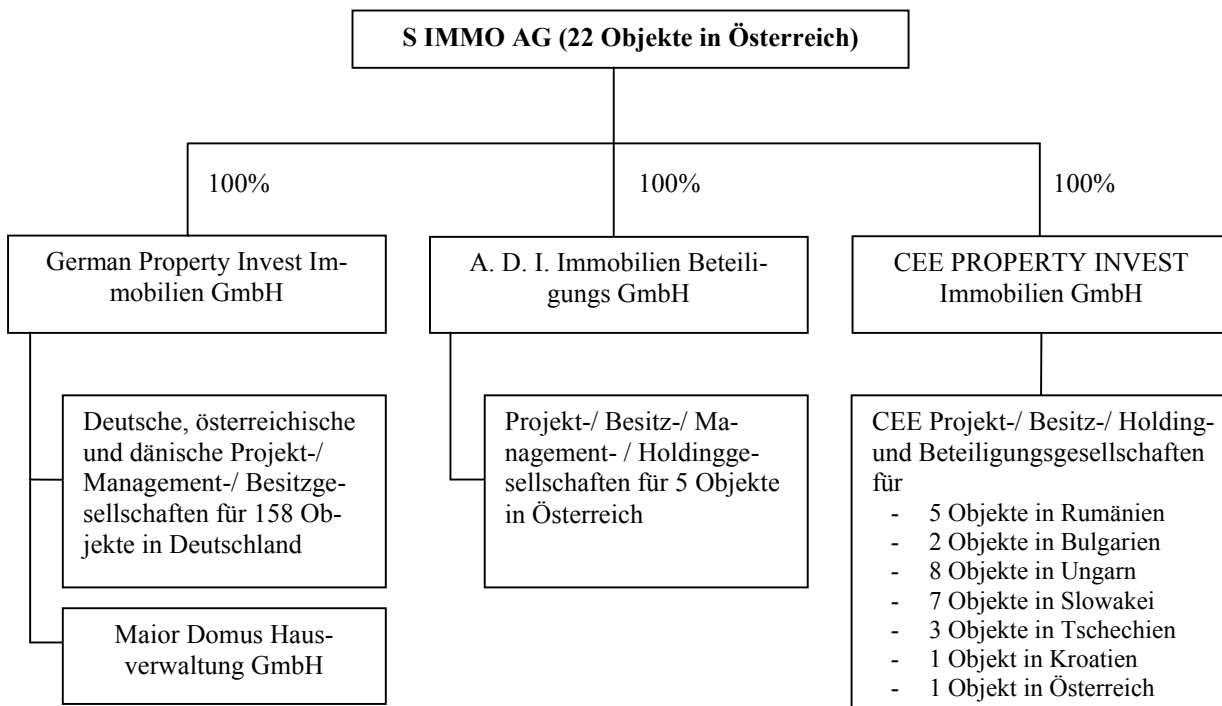 S IMMO AG (22 Objekte in Österreich)
100%
100%
100%
German Property Invest Im-
mobilien GmbH
A. D. I. Immobilien Beteili-
gungs GmbH
CEE PROPERTY INVEST
Immobilien GmbH
Deutsche, österreichische
und dänische Projekt-/
Management-/ Besitzge-
sellschaften für 158 Ob-
jekte in Deutschland
Maior Domus Haus-
verwaltung GmbH
Projekt-/ Besitz-/ Ma-
nagement- / Holdingge-
sellschaften für 5 Objekte
in Österreich
CEE Projekt-/ Besitz-/ Holding-
und Beteiligungsgesellschaften
für
- 5 Objekte in Rumänien
- 2 Objekte in Bulgarien
- 8 Objekte in Ungarn
- 7 Objekte in Slowakei
- 3 Objekte in Tschechien
- 1 Objekt in Kroatien
- 1 Objekt in Österreich